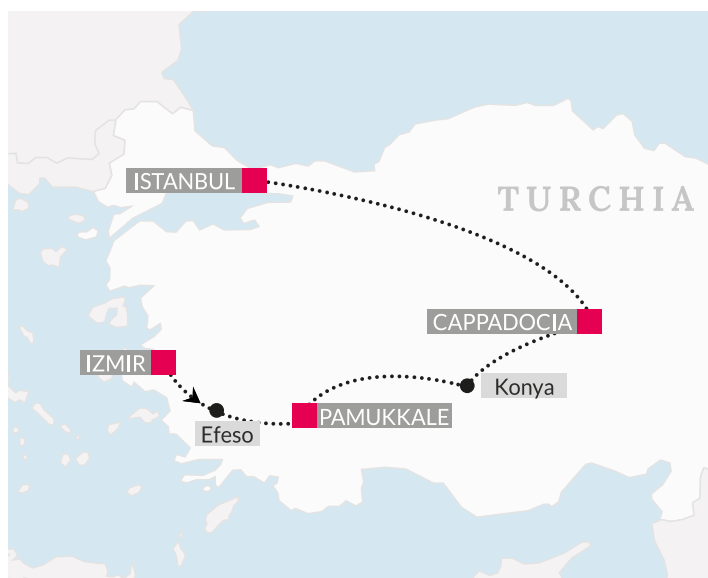 ISTANBUL
TURCHIA
CAPPADOCIA
IZMIR
Konya
PAMUKKALE
Efeso